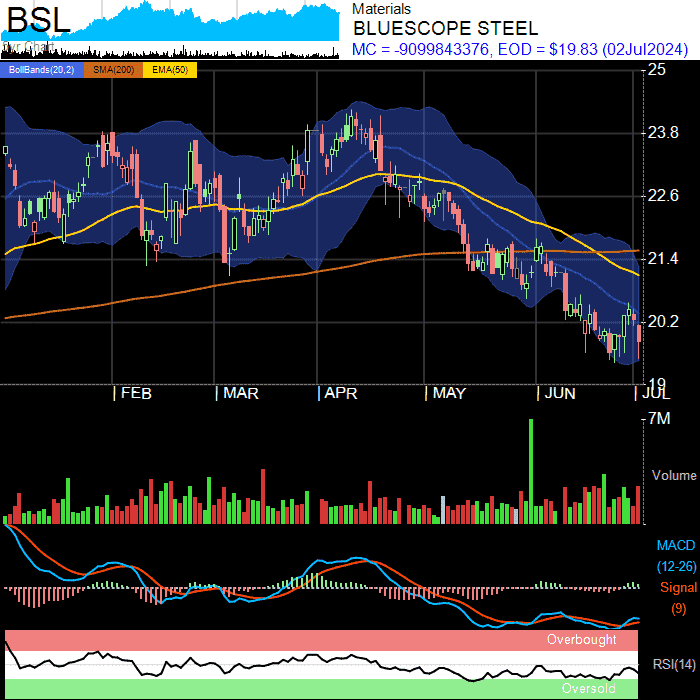 BSL
Materials
BLUESCOPE STEEL
MC = -9099843376, EOD = $19.83 (02Jul2024)
BollBands(20,2) SMA(200) EMA(50)
25
23.8
22.6
21.4
20.2
19
FEB MAR APR MAY JUN JUL
7M
Volume
MACD
(12-26)
Signal
(9)
Overbought
RSI(14)
Oversold